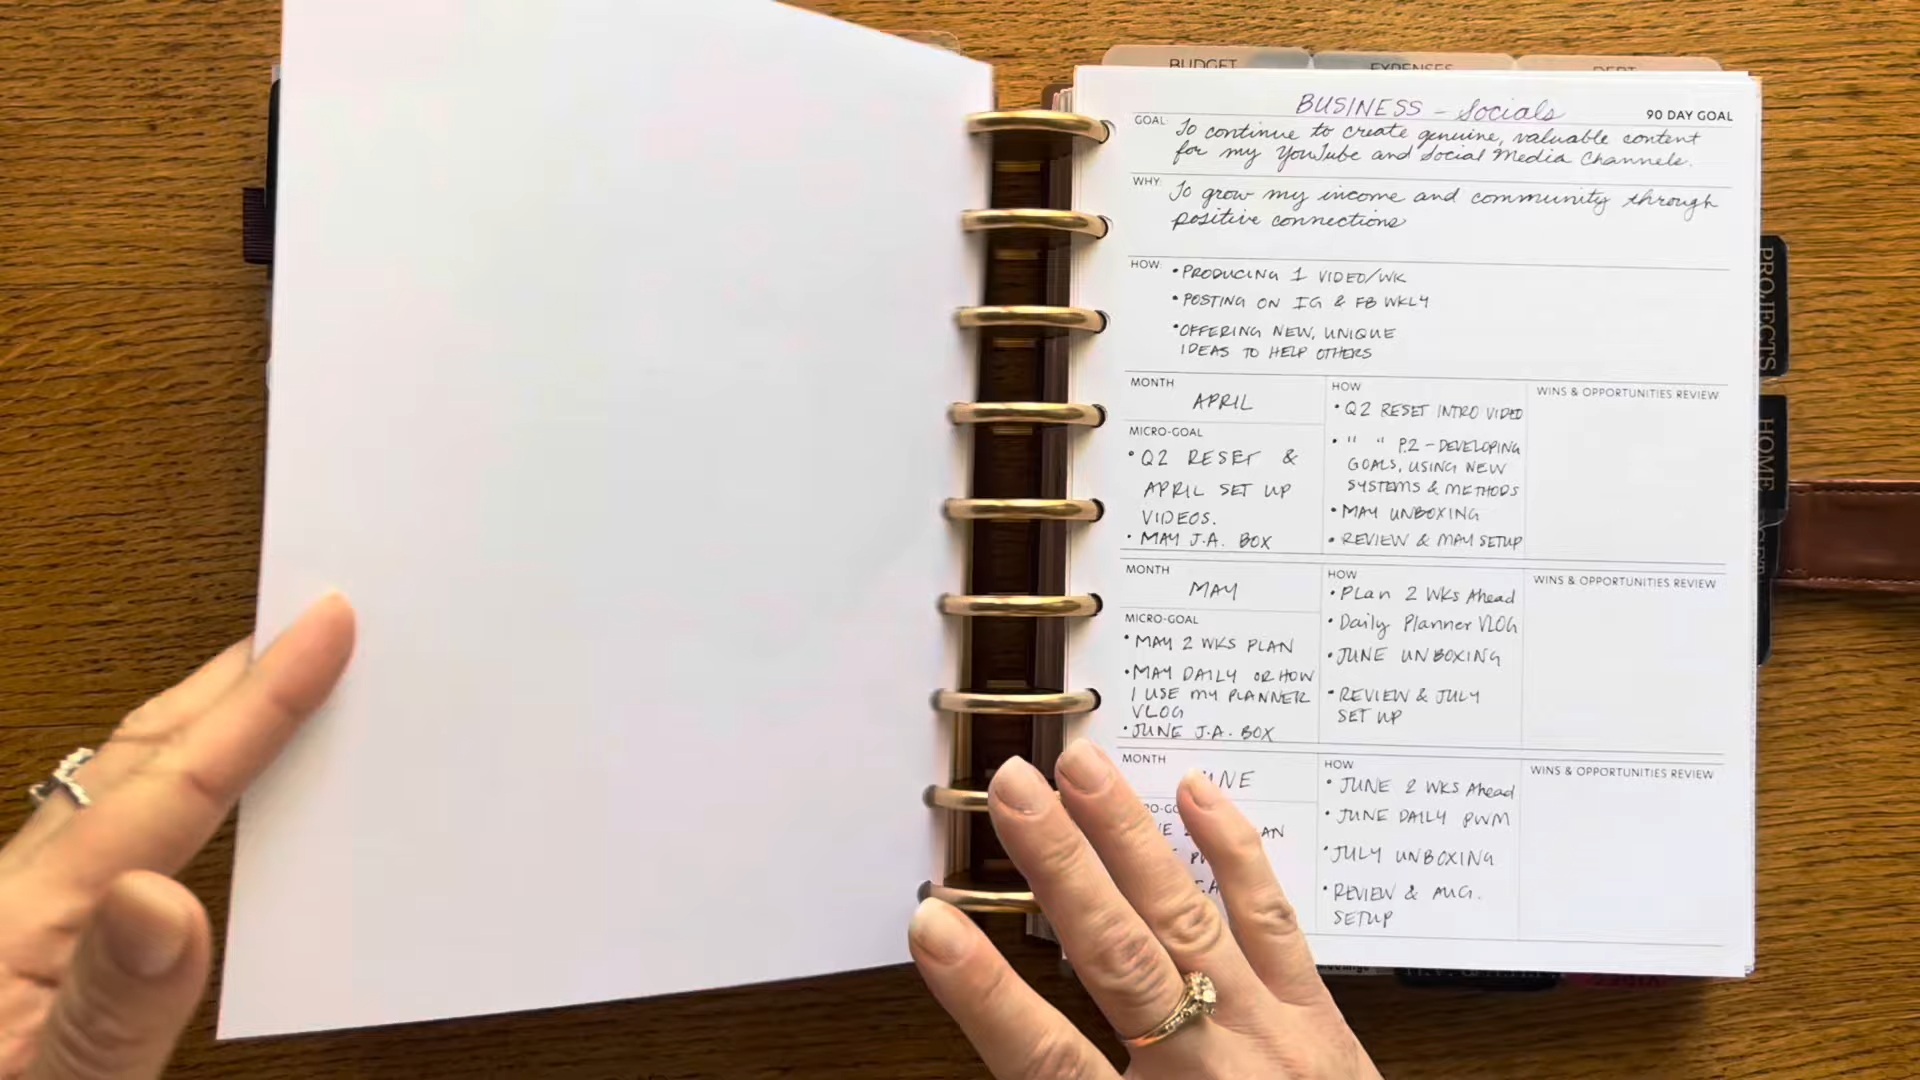 BUDGET
EXPENSES
DEBT
BUSINESS - Socials
90 DAY GOAL
GOAL:
To continue to create genuine, valuable content
for my YouTube and Social Media Channels.
WHY:
To grow my income and community through
positive connections
HOW:
• PRODUCING 1 VIDEO/WK
• POSTING ON IG & FB WKLY
• OFFERING NEW, UNIQUE
IDEAS TO HELP OTHERS
MONTH
APRIL
MICRO-GOAL
• Q2 RESET &
APRIL SET UP
VIDEOS.
• MAY J.A. BOX
HOW
• Q2 RESET INTRO VIDEO
• " " P.2 - DEVELOPING
GOALS, USING NEW
SYSTEMS & METHODS
• MAY UNBOXING
• REVIEW & MAY SETUP
WINS & OPPORTUNITIES REVIEW
MONTH
MAY
MICRO-GOAL
• MAY 2 WKS PLAN
• MAY DAILY OR HOW
I USE MY PLANNER
VLOG
• JUNE J.A. BOX
HOW
• Plan 2 WKS Ahead
• Daily Planner VLOG
• JUNE UNBOXING
• REVIEW & JULY
SET UP
WINS & OPPORTUNITIES REVIEW
MONTH
HOW
• JUNE 2 WKS Ahead
• JUNE DAILY PWM
• JULY UNBOXING
• REVIEW & AUG.
SETUP
WINS & OPPORTUNITIES REVIEW
PROJECTS
HOME